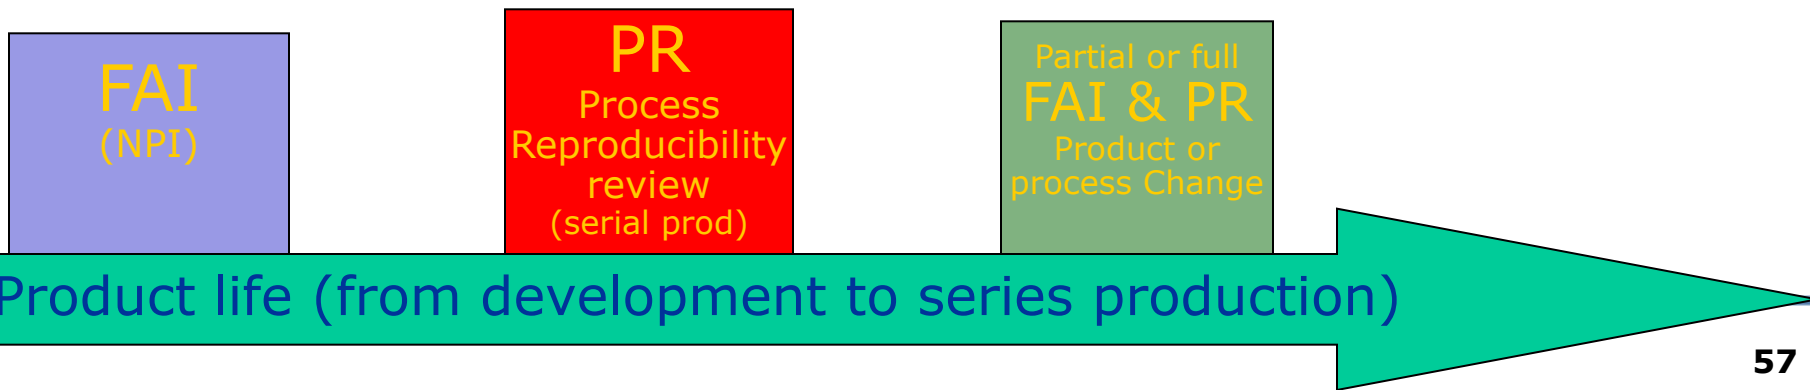 FAI
(NPI)
PR
Process
Reproducibility
review
(serial prod)
Partial or full
FAI & PR
Product or
process Change
Product life (from development to series production)
57